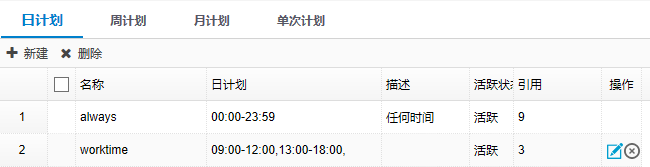 日计划 周计划 月计划 单次计划
新建 删除
名称 日计划 描述 活跃状态 引用 操作
1 always 00:00-23:59 任何时间 活跃 9
2 worktime 09:00-12:00,13:00-18:00, 活跃 3